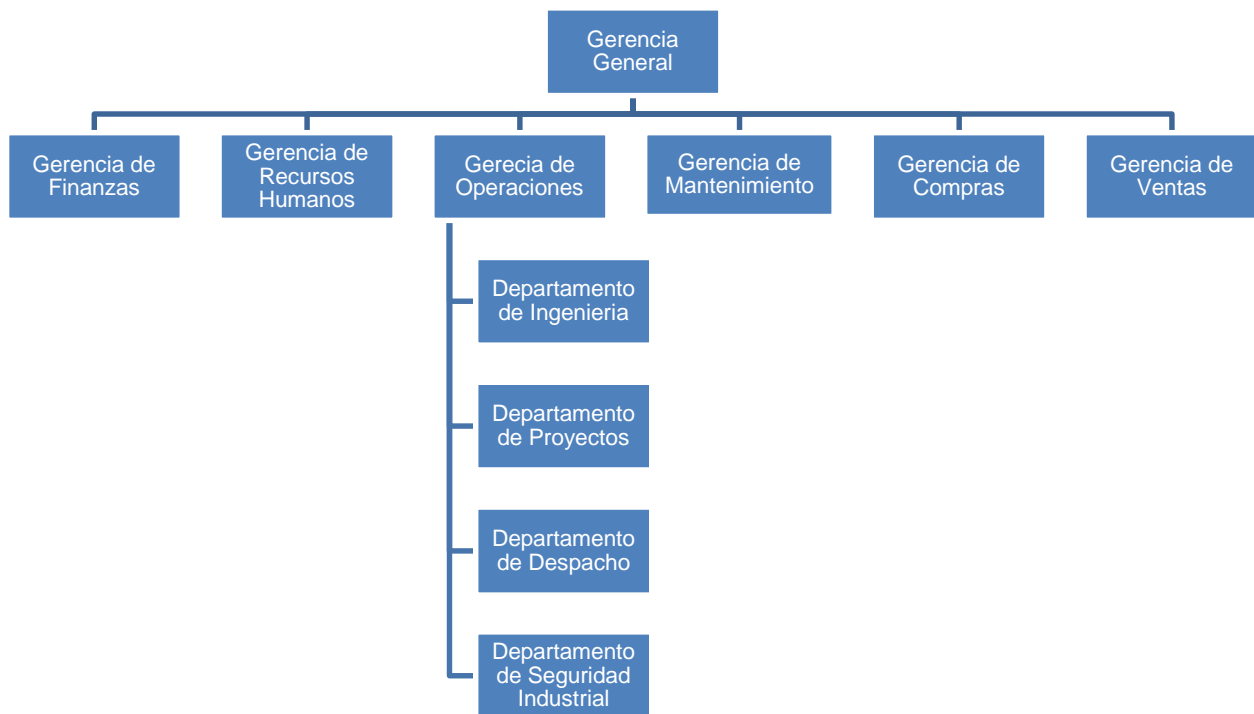 Gerencia
General
Gerencia de
Finanzas
Gerencia de
Recursos
Humanos
Gerecia de
Operaciones
Gerencia de
Mantenimiento
Gerencia de
Compras
Gerencia de
Ventas
Departamento
de Ingenieria
Departamento
de Proyectos
Departamento
de Despacho
Departamento
de Seguridad
Industrial